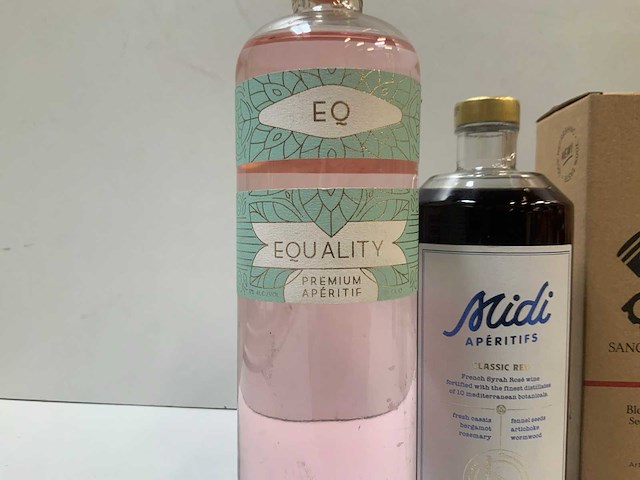 EQ
EQUALITY
PREMIUM
APÉRITIF
Midi
APÉRITIFS
CLASSIC RED
French Syrah Rosé wine
fortified with the finest distillates
of 10 mediterranean botanicals
fresh cassis
bergamot
rosemary
fennel seeds
artichoke
wormwood
SANG